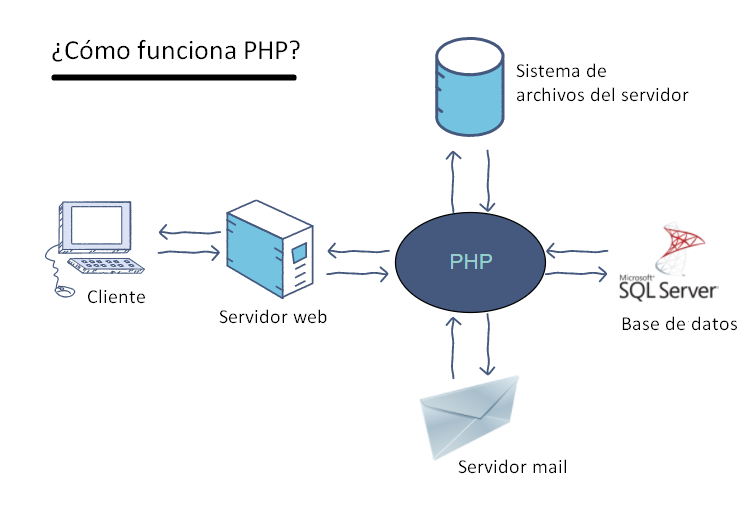 ¿Cómo funciona PHP?
Sistema de
archivos del servidor
PHP
Cliente
Servidor web
Microsoft
SQL Server
Base de datos
Servidor mail